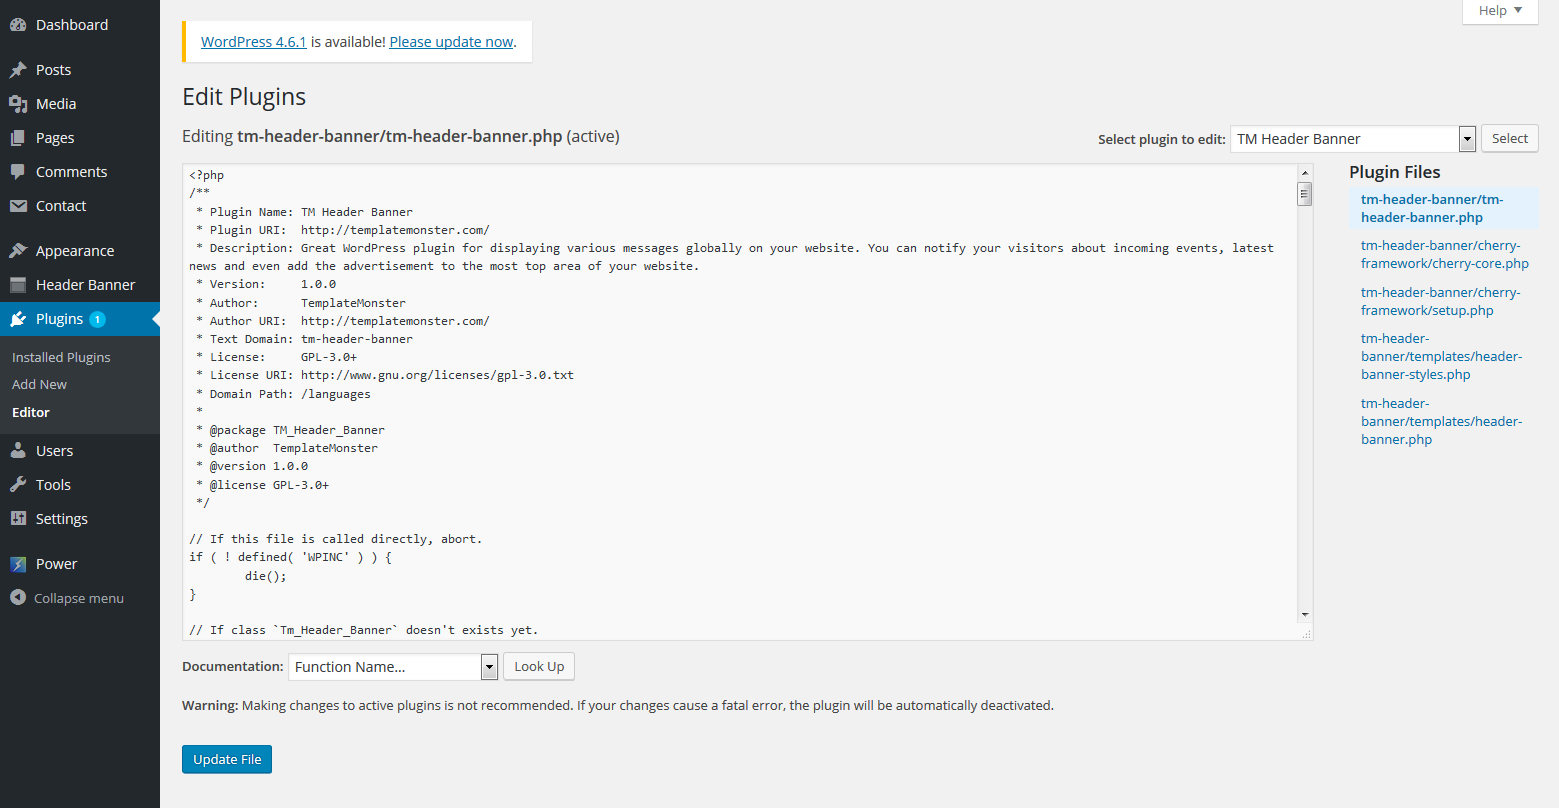 Dashboard
Posts
Media
Pages
Comments
Contact
Appearance
Header Banner
Plugins 1
Installed Plugins
Add New
Editor
Users
Tools
Settings
Power
Collapse menu
Help
WordPress 4.6.1 is available! Please update now.
Edit Plugins
Editing tm-header-banner/tm-header-banner.php (active)
Select plugin to edit: TM Header Banner Select
<?php
/**
 * Plugin Name: TM Header Banner
 * Plugin URI:  http://templatemonster.com/
 * Description: Great WordPress plugin for displaying various messages globally on your website. You can notify your visitors about incoming events, latest
news and even add the advertisement to the most top area of your website.
 * Version:     1.0.0
 * Author:      TemplateMonster
 * Author URI:  http://templatemonster.com/
 * Text Domain: tm-header-banner
 * License:     GPL-3.0+
 * License URI: http://www.gnu.org/licenses/gpl-3.0.txt
 * Domain Path: /languages
 *
 * @package TM_Header_Banner
 * @author  TemplateMonster
 * @version 1.0.0
 * @license GPL-3.0+
 */
// If this file is called directly, abort.
if ( ! defined( 'WPINC' ) ) {
        die();
}
// If class `Tm_Header_Banner` doesn't exists yet.
Plugin Files
tm-header-banner/tm-
header-banner.php
tm-header-banner/cherry-
framework/cherry-core.php
tm-header-banner/cherry-
framework/setup.php
tm-header-
banner/templates/header-
banner-styles.php
tm-header-
banner/templates/header-
banner.php
Documentation: Function Name... Look Up
Warning: Making changes to active plugins is not recommended. If your changes cause a fatal error, the plugin will be automatically deactivated.
Update File